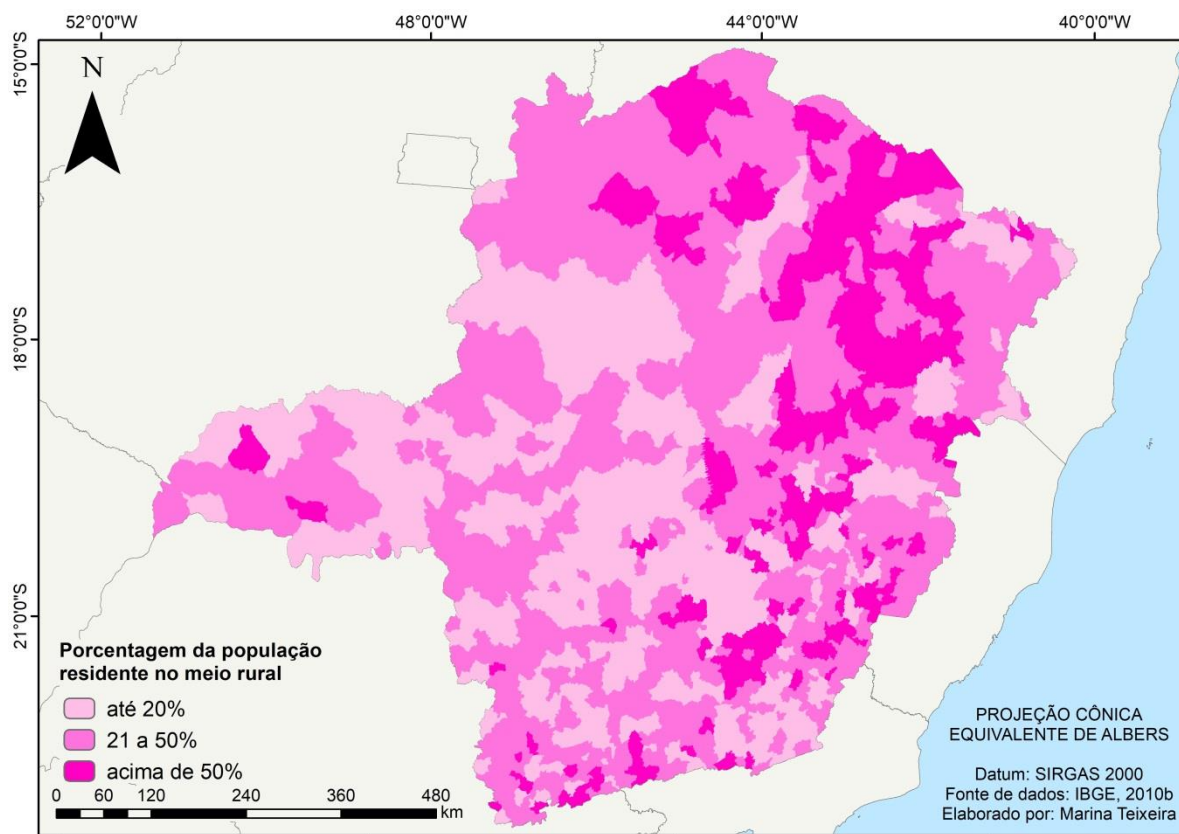 52°0'0"W
48°0'0"W
44°0'0"W
40°0'0"W
15°0'0"S
18°0'0"S
21°0'0"S
N
Porcentagem da população
residente no meio rural
até 20%
21 a 50%
acima de 50%
0 30 60 120 240 360 480
km
PROJEÇÃO CÔNICA
EQUIVALENTE DE ALBERS
Datum: SIRGAS 2000
Fonte de dados: IBGE, 2010b
Elaborado por: Marina Teixeira